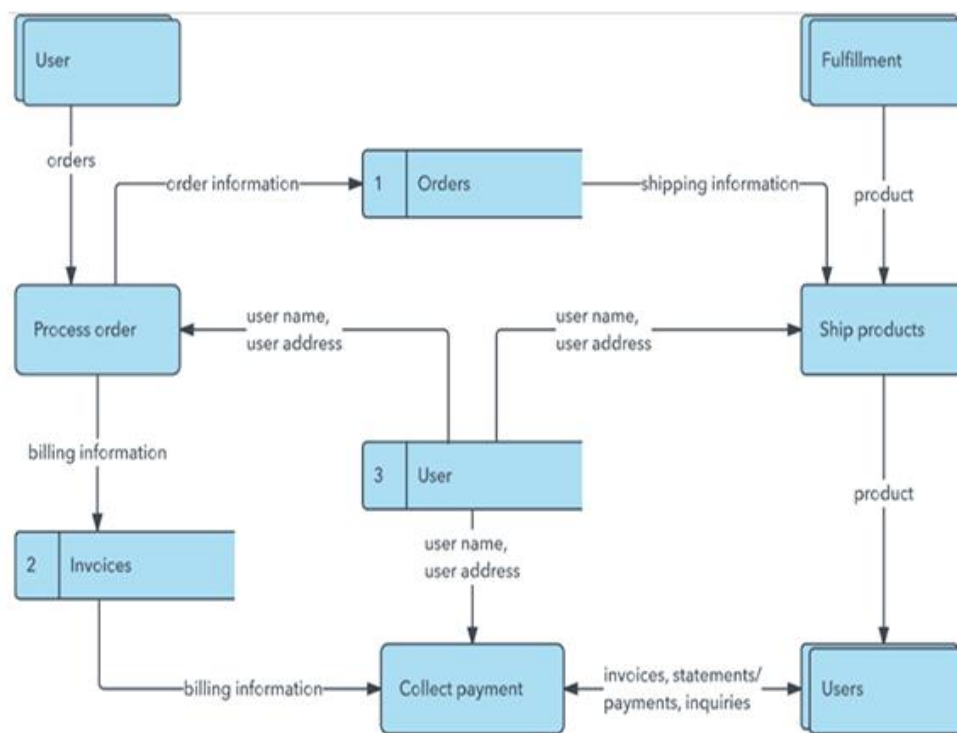 User
Fulfillment
orders
order information
1 Orders
shipping information
product
Process order
user name,
user address
user name,
user address
Ship products
billing information
3 User
product
2 Invoices
user name,
user address
billing information
Collect payment
invoices, statements/
payments, inquiries
Users